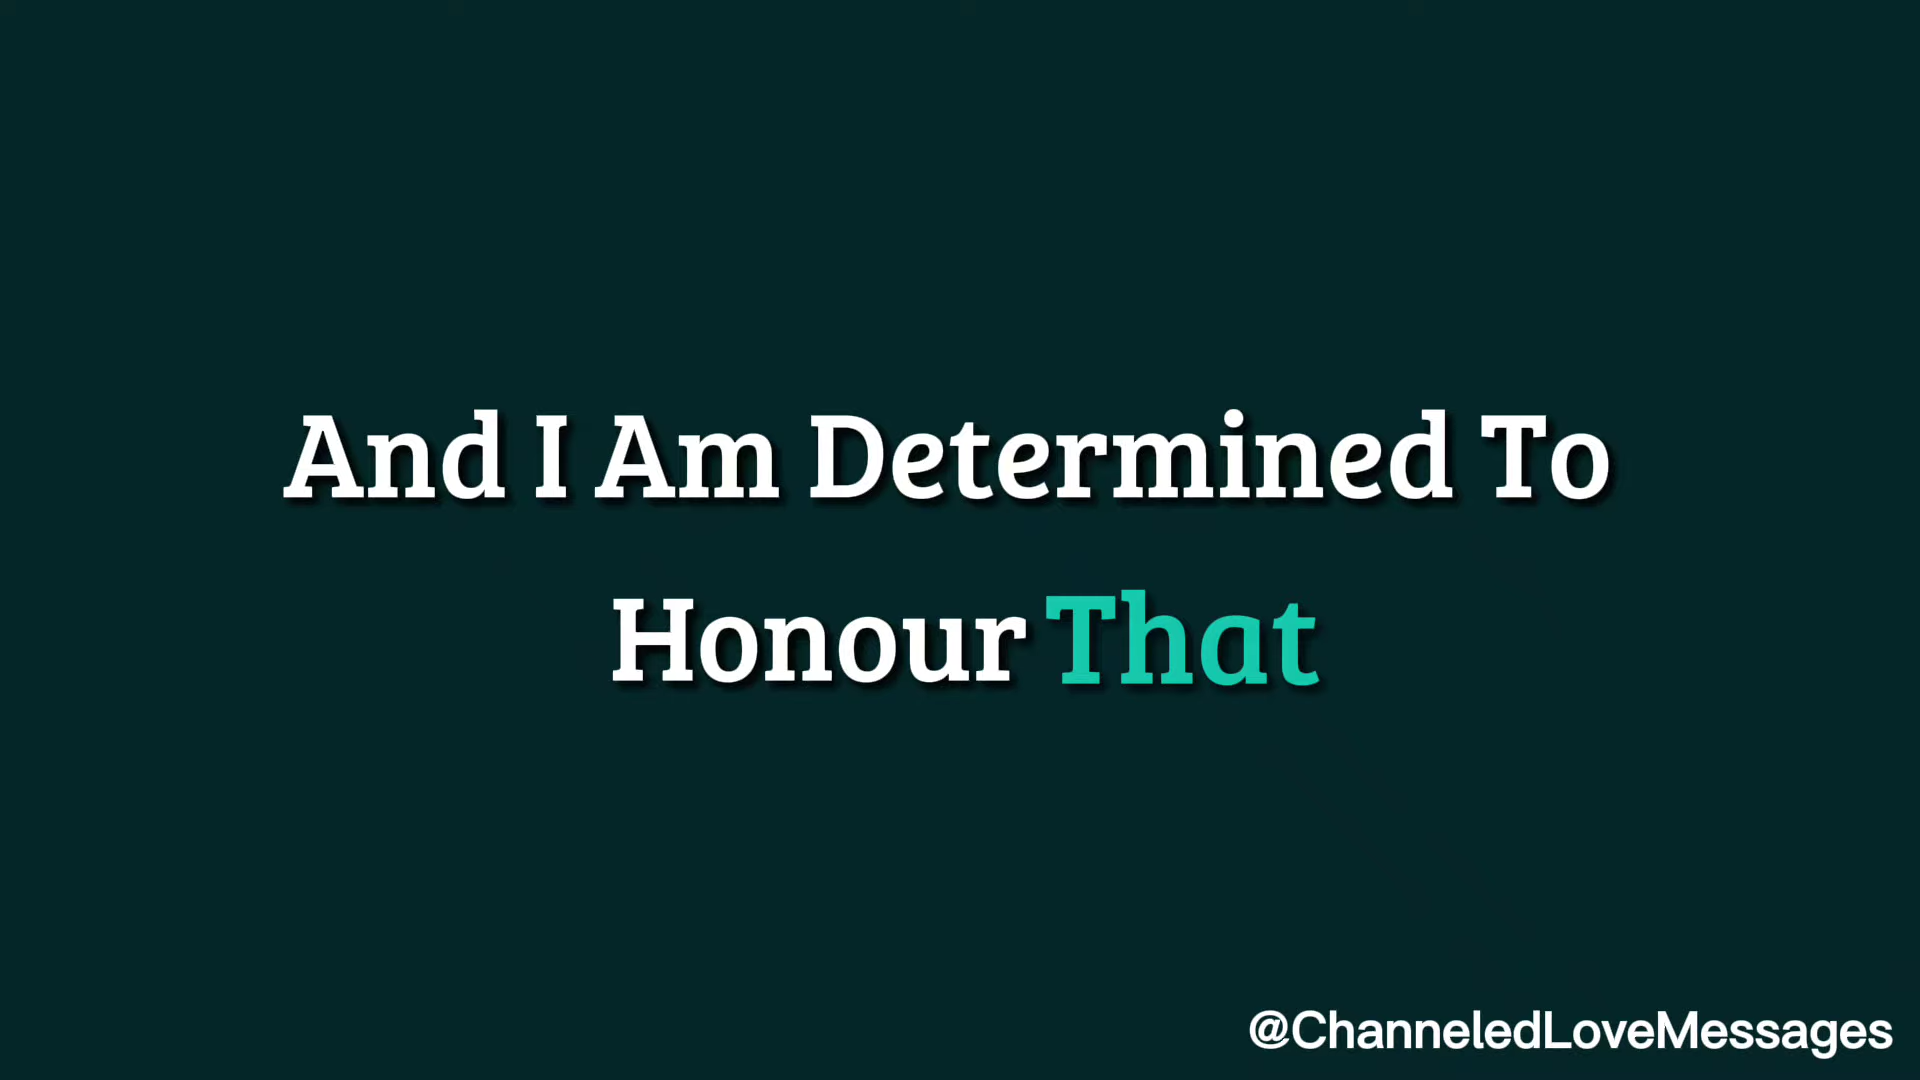 And I Am Determined To
Honour That
@ChanneledLoveMessages